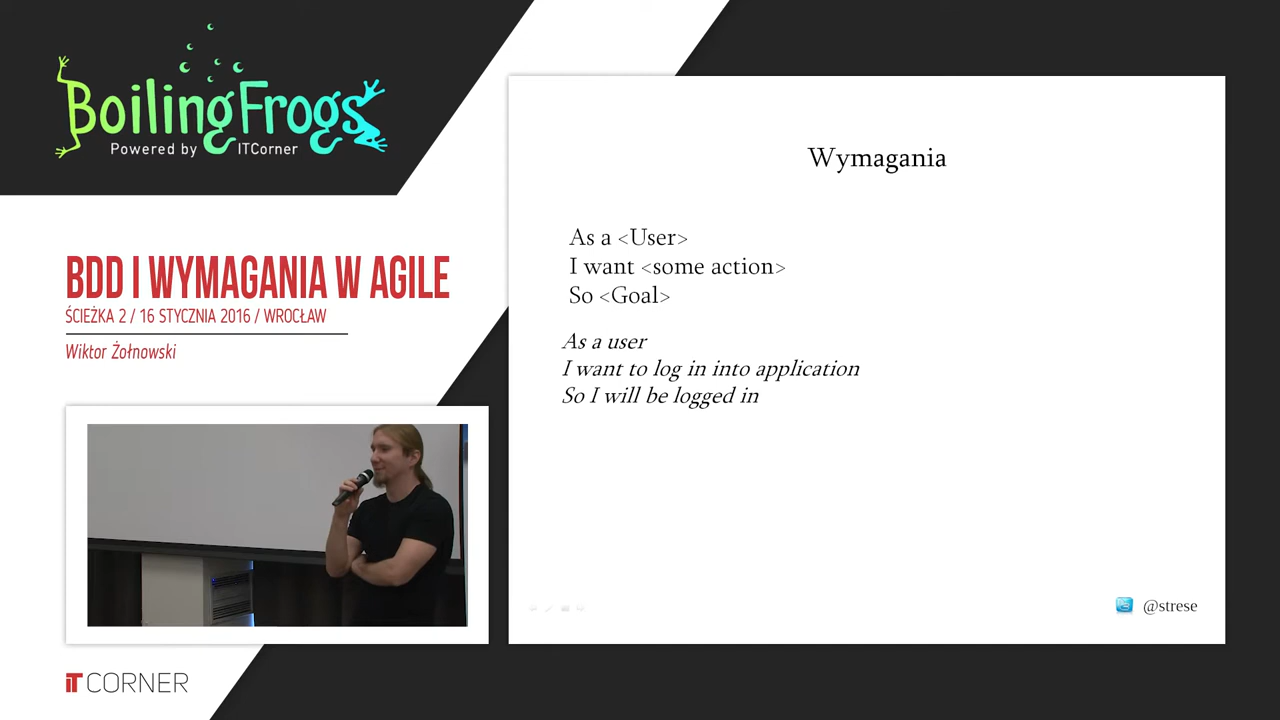 BoilingFrogs
Powered by ITCorner
BDD I WYMAGANIA W AGILE
ŚCIEŻKA 2 / 16 STYCZNIA 2016 / WROCŁAW
Wiktor Żołnowski
Wymagania
As a <User>
I want <some action>
So <Goal>
As a user
I want to log in into application
So I will be logged in
@strese
iT CORNER